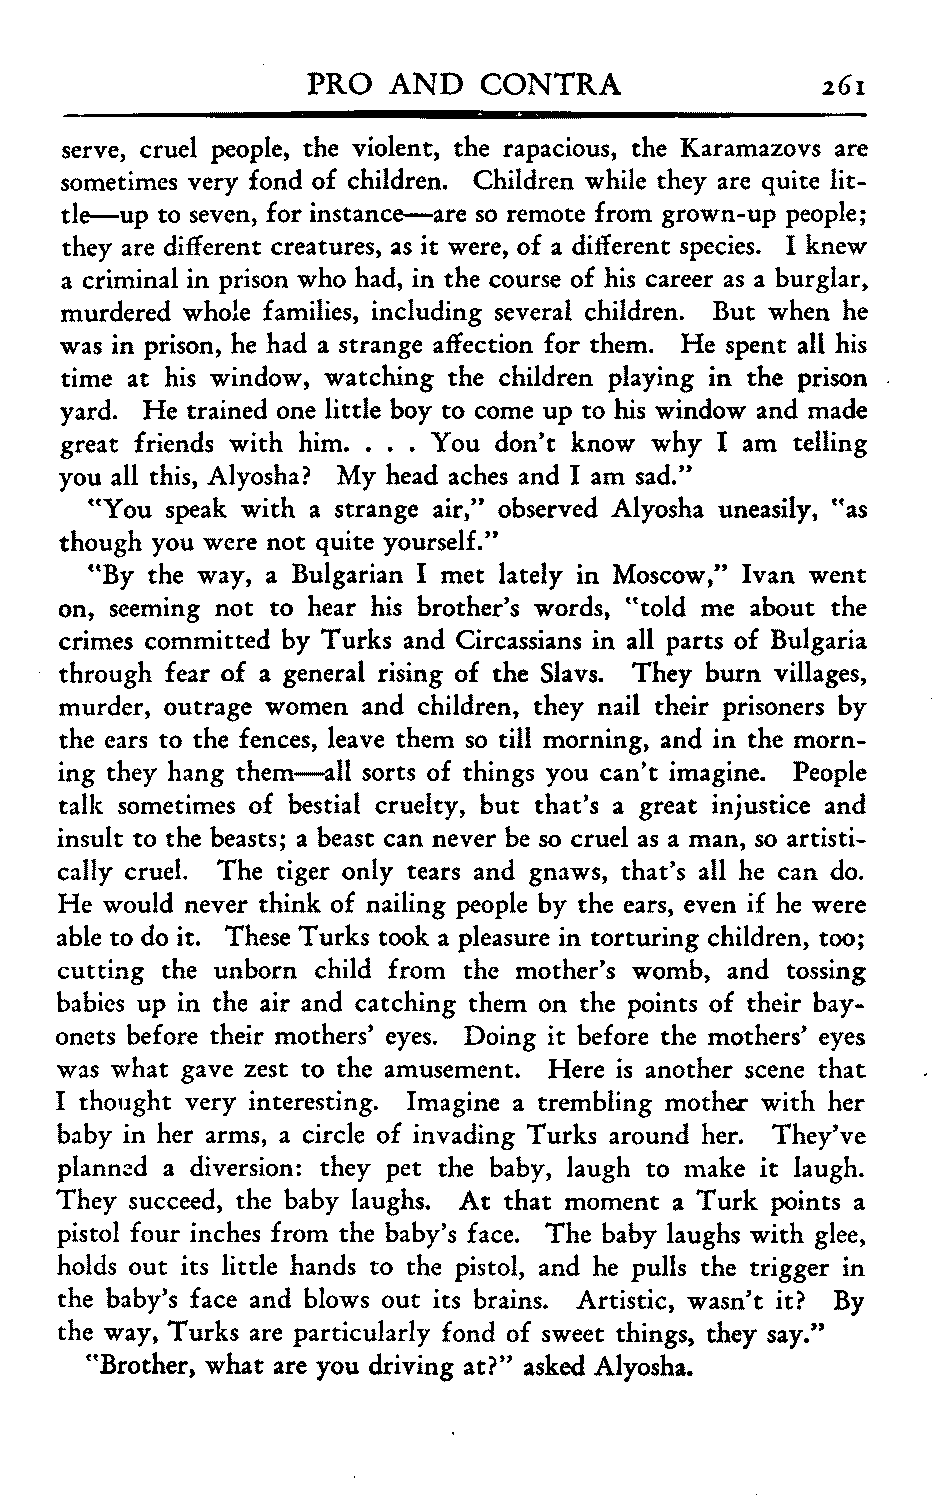 PRO AND CONTRA 261
serve, cruel people, the violent, the rapacious, the Karamazovs are
sometimes very fond of children. Children while they are quite lit-
tle—up to seven, for instance—are so remote from grown-up people;
they are different creatures, as it were, of a different species. I knew
a criminal in prison who had, in the course of his career as a burglar,
murdered whole families, including several children. But when he
was in prison, he had a strange affection for them. He spent all his
time at his window, watching the children playing in the prison
yard. He trained one little boy to come up to his window and made
great friends with him. . . . You don't know why I am telling
you all this, Alyosha? My head aches and I am sad."
"You speak with a strange air," observed Alyosha uneasily, "as
though you were not quite yourself."
"By the way, a Bulgarian I met lately in Moscow," Ivan went
on, seeming not to hear his brother's words, "told me about the
crimes committed by Turks and Circassians in all parts of Bulgaria
through fear of a general rising of the Slavs. They burn villages,
murder, outrage women and children, they nail their prisoners by
the ears to the fences, leave them so till morning, and in the morn-
ing they hang them—all sorts of things you can't imagine. People
talk sometimes of bestial cruelty, but that's a great injustice and
insult to the beasts; a beast can never be so cruel as a man, so artisti-
cally cruel. The tiger only tears and gnaws, that's all he can do.
He would never think of nailing people by the ears, even if he were
able to do it. These Turks took a pleasure in torturing children, too;
cutting the unborn child from the mother's womb, and tossing
babies up in the air and catching them on the points of their bay-
onets before their mothers' eyes. Doing it before the mothers' eyes
was what gave zest to the amusement. Here is another scene that
I thought very interesting. Imagine a trembling mother with her
baby in her arms, a circle of invading Turks around her. They've
planned a diversion: they pet the baby, laugh to make it laugh.
They succeed, the baby laughs. At that moment a Turk points a
pistol four inches from the baby's face. The baby laughs with glee,
holds out its little hands to the pistol, and he pulls the trigger in
the baby's face and blows out its brains. Artistic, wasn't it? By
the way, Turks are particularly fond of sweet things, they say."
"Brother, what are you driving at?" asked Alyosha.